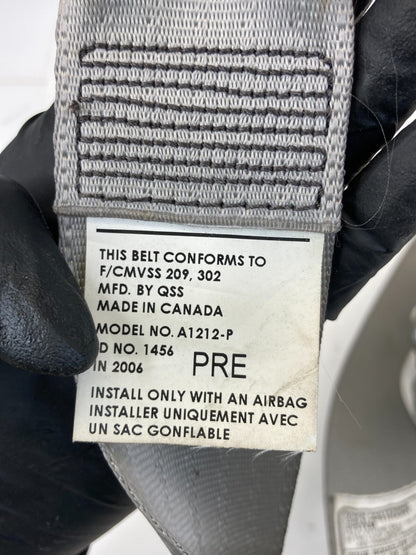 THIS BELT CONFORMS TO
F/CMVSS 209, 302
MFD. BY QSS
MADE IN CANADA
MODEL NO. A1212-P
D NO. 1456
IN 2006 PRE
INSTALL ONLY WITH AN AIRBAG
INSTALLER UNIQUEMENT AVEC
UN SAC GONFLABLE